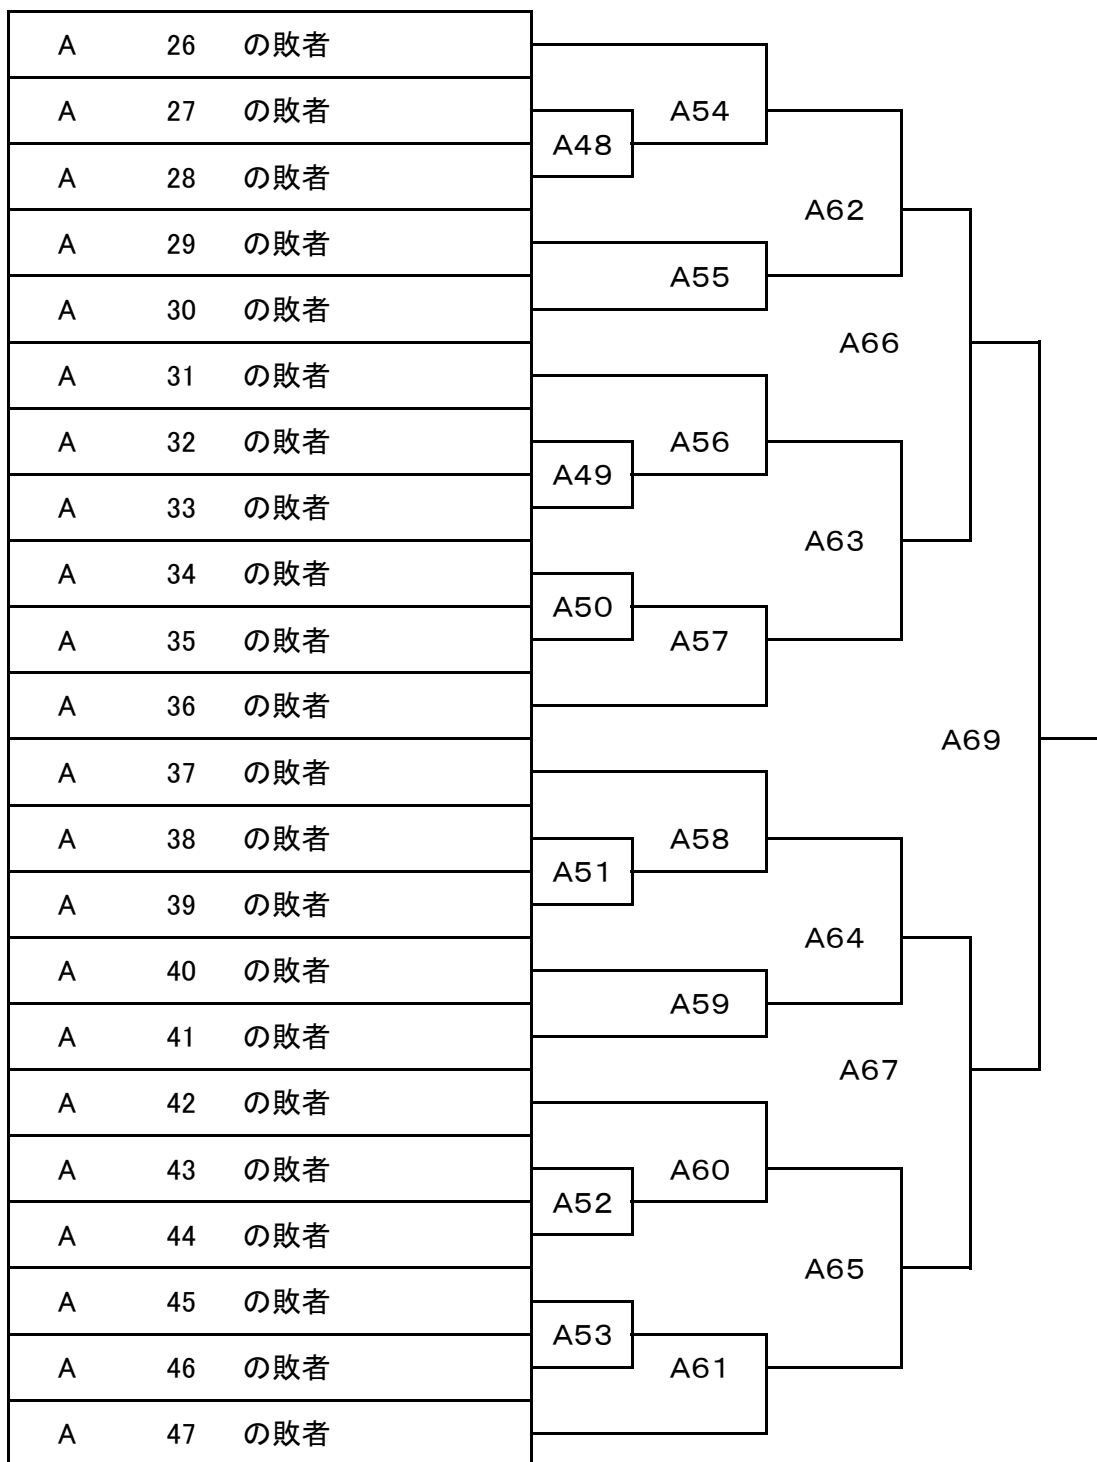 A 26 の敗者
A 27 の敗者
A54
A48
A 28 の敗者
A62
A 29 の敗者
A55
A 30 の敗者
A66
A 31 の敗者
A 32 の敗者
A56
A49
A 33 の敗者
A63
A 34 の敗者
A50
A 35 の敗者
A57
A 36 の敗者
A69
A 37 の敗者
A 38 の敗者
A58
A51
A 39 の敗者
A64
A 40 の敗者
A59
A 41 の敗者
A67
A 42 の敗者
A 43 の敗者
A60
A52
A 44 の敗者
A65
A 45 の敗者
A53
A 46 の敗者
A61
A 47 の敗者